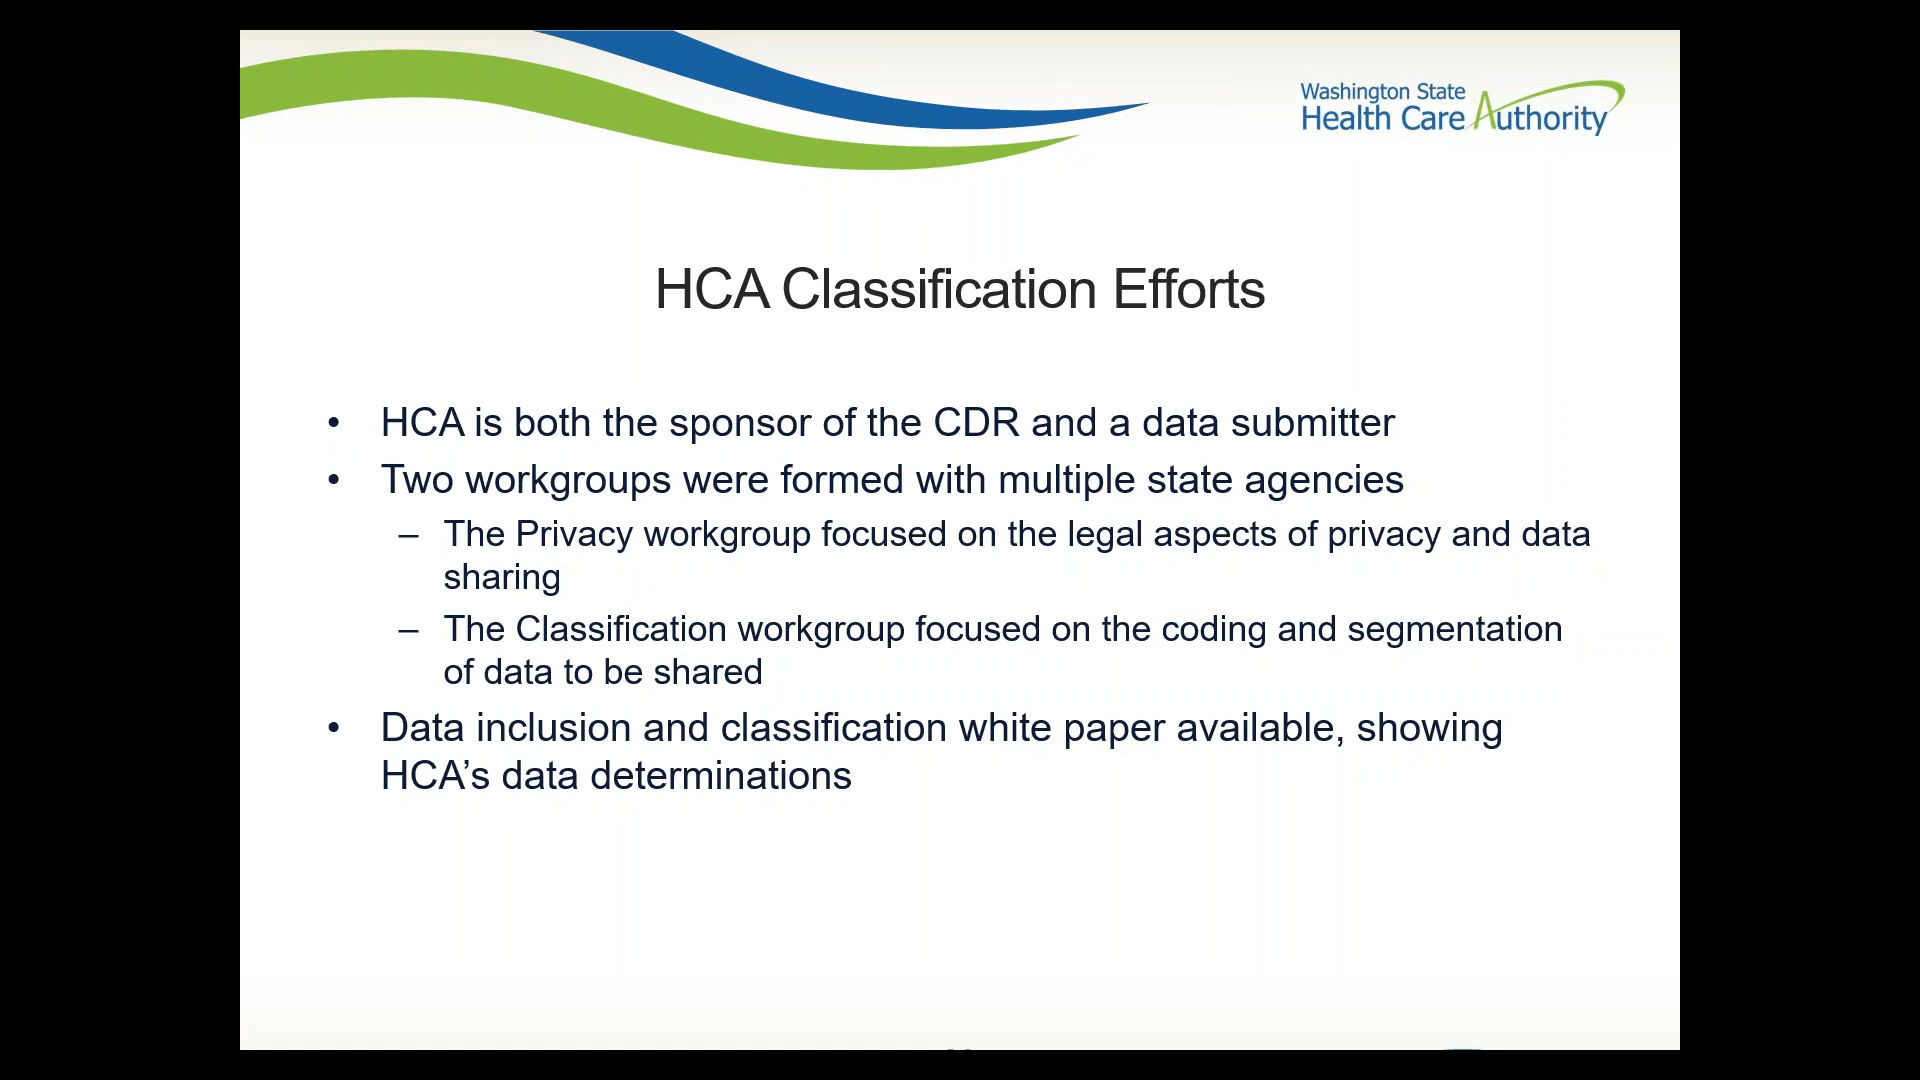 Washington State
Health Care Authority
HCA Classification Efforts
• HCA is both the sponsor of the CDR and a data submitter
• Two workgroups were formed with multiple state agencies
– The Privacy workgroup focused on the legal aspects of privacy and data
sharing
– The Classification workgroup focused on the coding and segmentation
of data to be shared
• Data inclusion and classification white paper available, showing
HCA’s data determinations